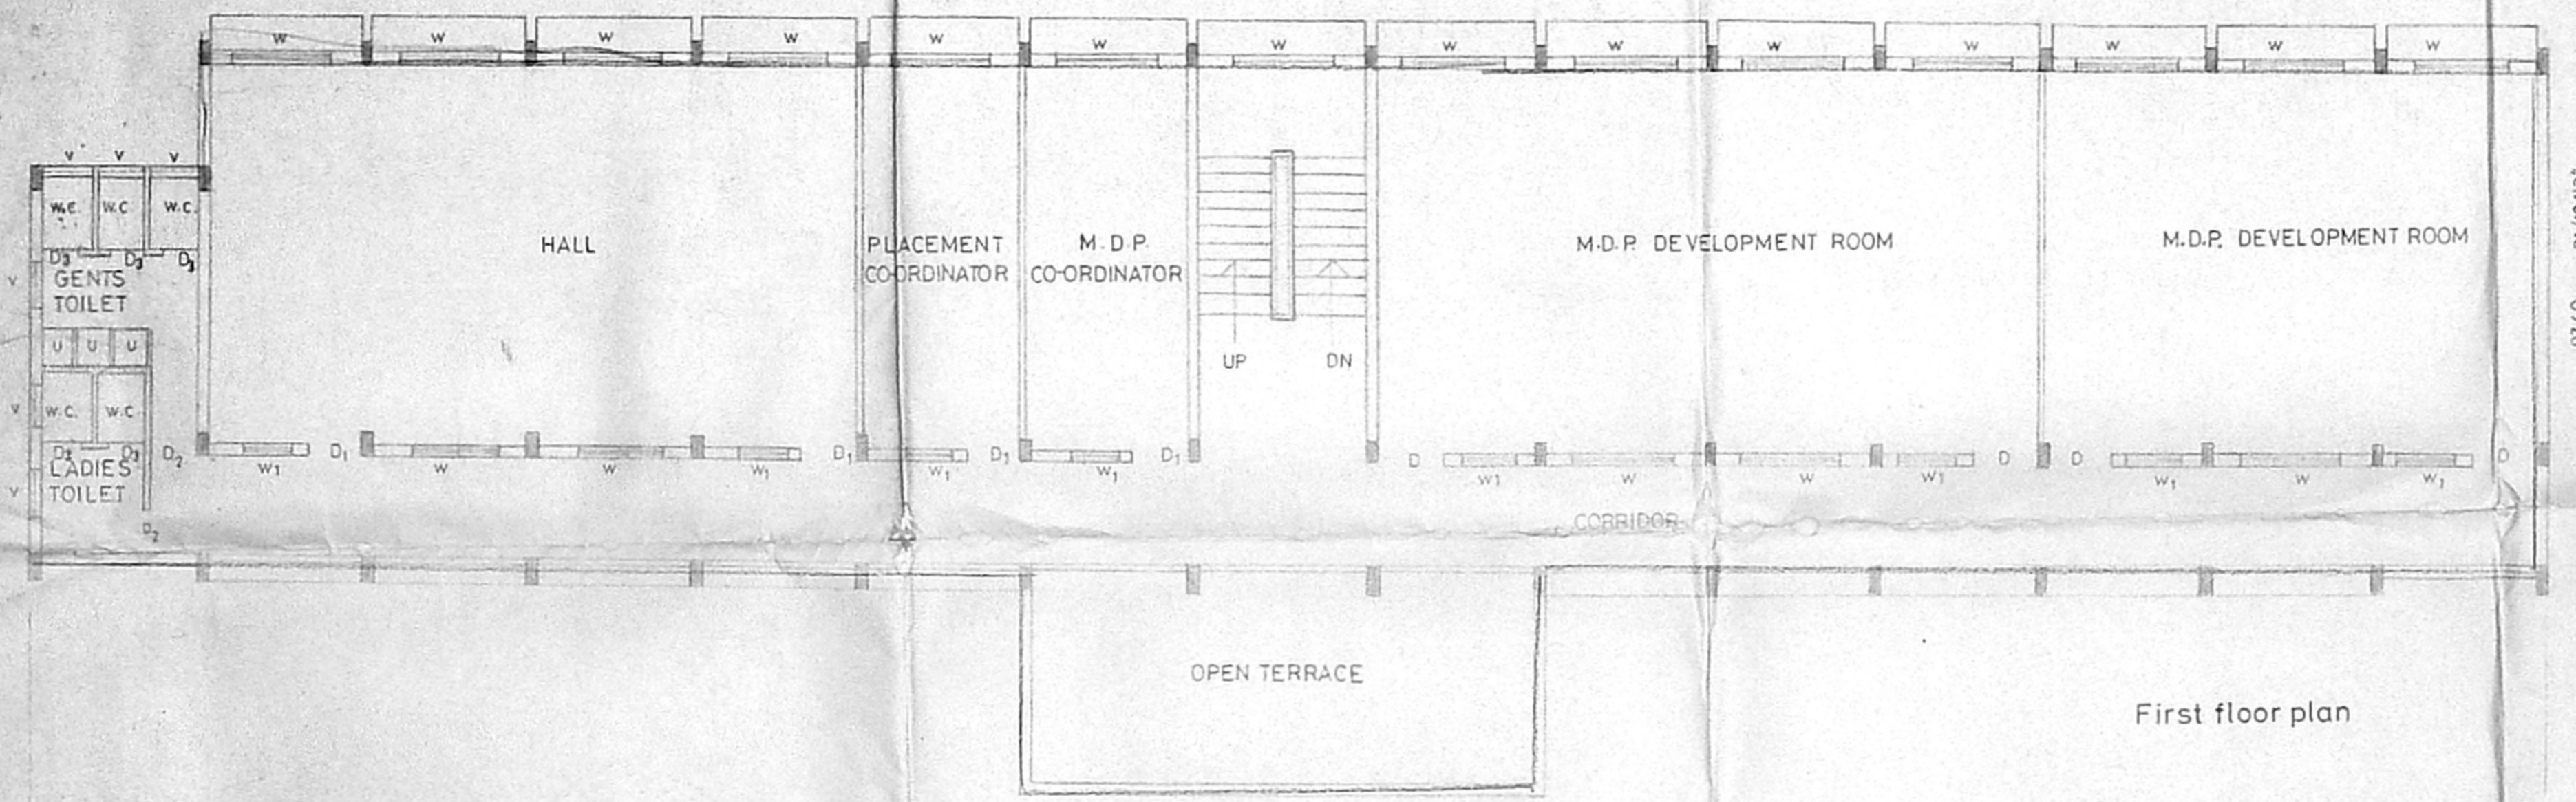 W W W W W W W W W W W W W W
V V V
W.C. W.C W.C.
D3 D3 D3
V
GENTS
TOILET
U U U
V
W.C. W.C
D3 D3 D2
LADIES
TOILET
V
D2
HALL
PLACEMENT
CO-ORDINATOR
M.D.P.
CO-ORDINATOR
UP DN
M.D.P. DEVELOPMENT ROOM
M.D.P. DEVELOPMENT ROOM
D1 D1 D1 D1 D D D D
W1 W W W1 W1 W1 W1 W W W1 W1 W W1
CORRIDOR
OPEN TERRACE
First floor plan